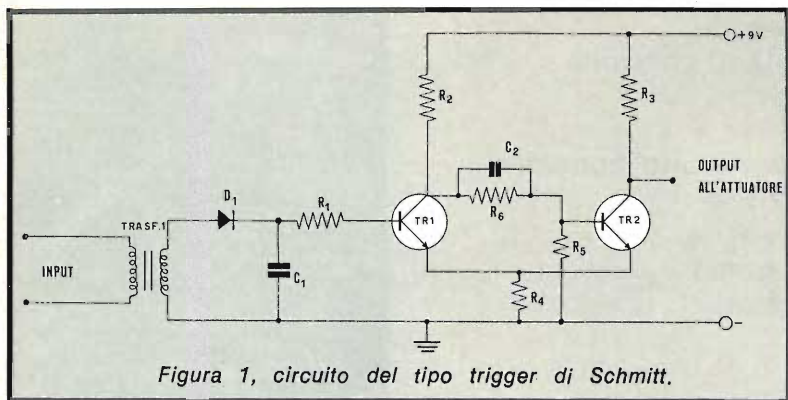 +9V
R2
R3
C2
OUTPUT
ALL'ATTUATORE
D1
R1
TRASF.1
R6
TR1
TR2
INPUT
C1
R5
R4
-
Figura 1, circuito del tipo trigger di Schmitt.